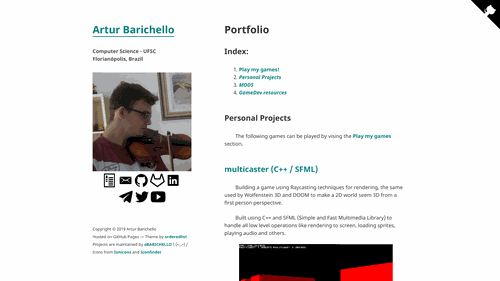 Artur Barichello
Computer Science - UFSC
Florianópolis, Brazil
Copyright © 2019 Artur Barichello
Hosted on GitHub Pages — Theme by orderedlist
Projects are maintained by aBARICHELLO \ (•◡•) /
Icons from Ionicons and Iconfinder
Portfolio
Index:
1. Play my games!
2. Personal Projects
3. MODS
4. GameDev resources
Personal Projects
The following games can be played by vising the Play my games
section.
multicaster (C++ / SFML)
Building a game using Raycasting techniques for rendering, the same
used by Wolfenstein 3D and DOOM to make a 2D world seem 3D from a
first person perspective.
Built using C++ and SFML (Simple and Fast Multimedia Library) to
handle all low level operations like rendering to screen, loading sprites,
playing audio and others.